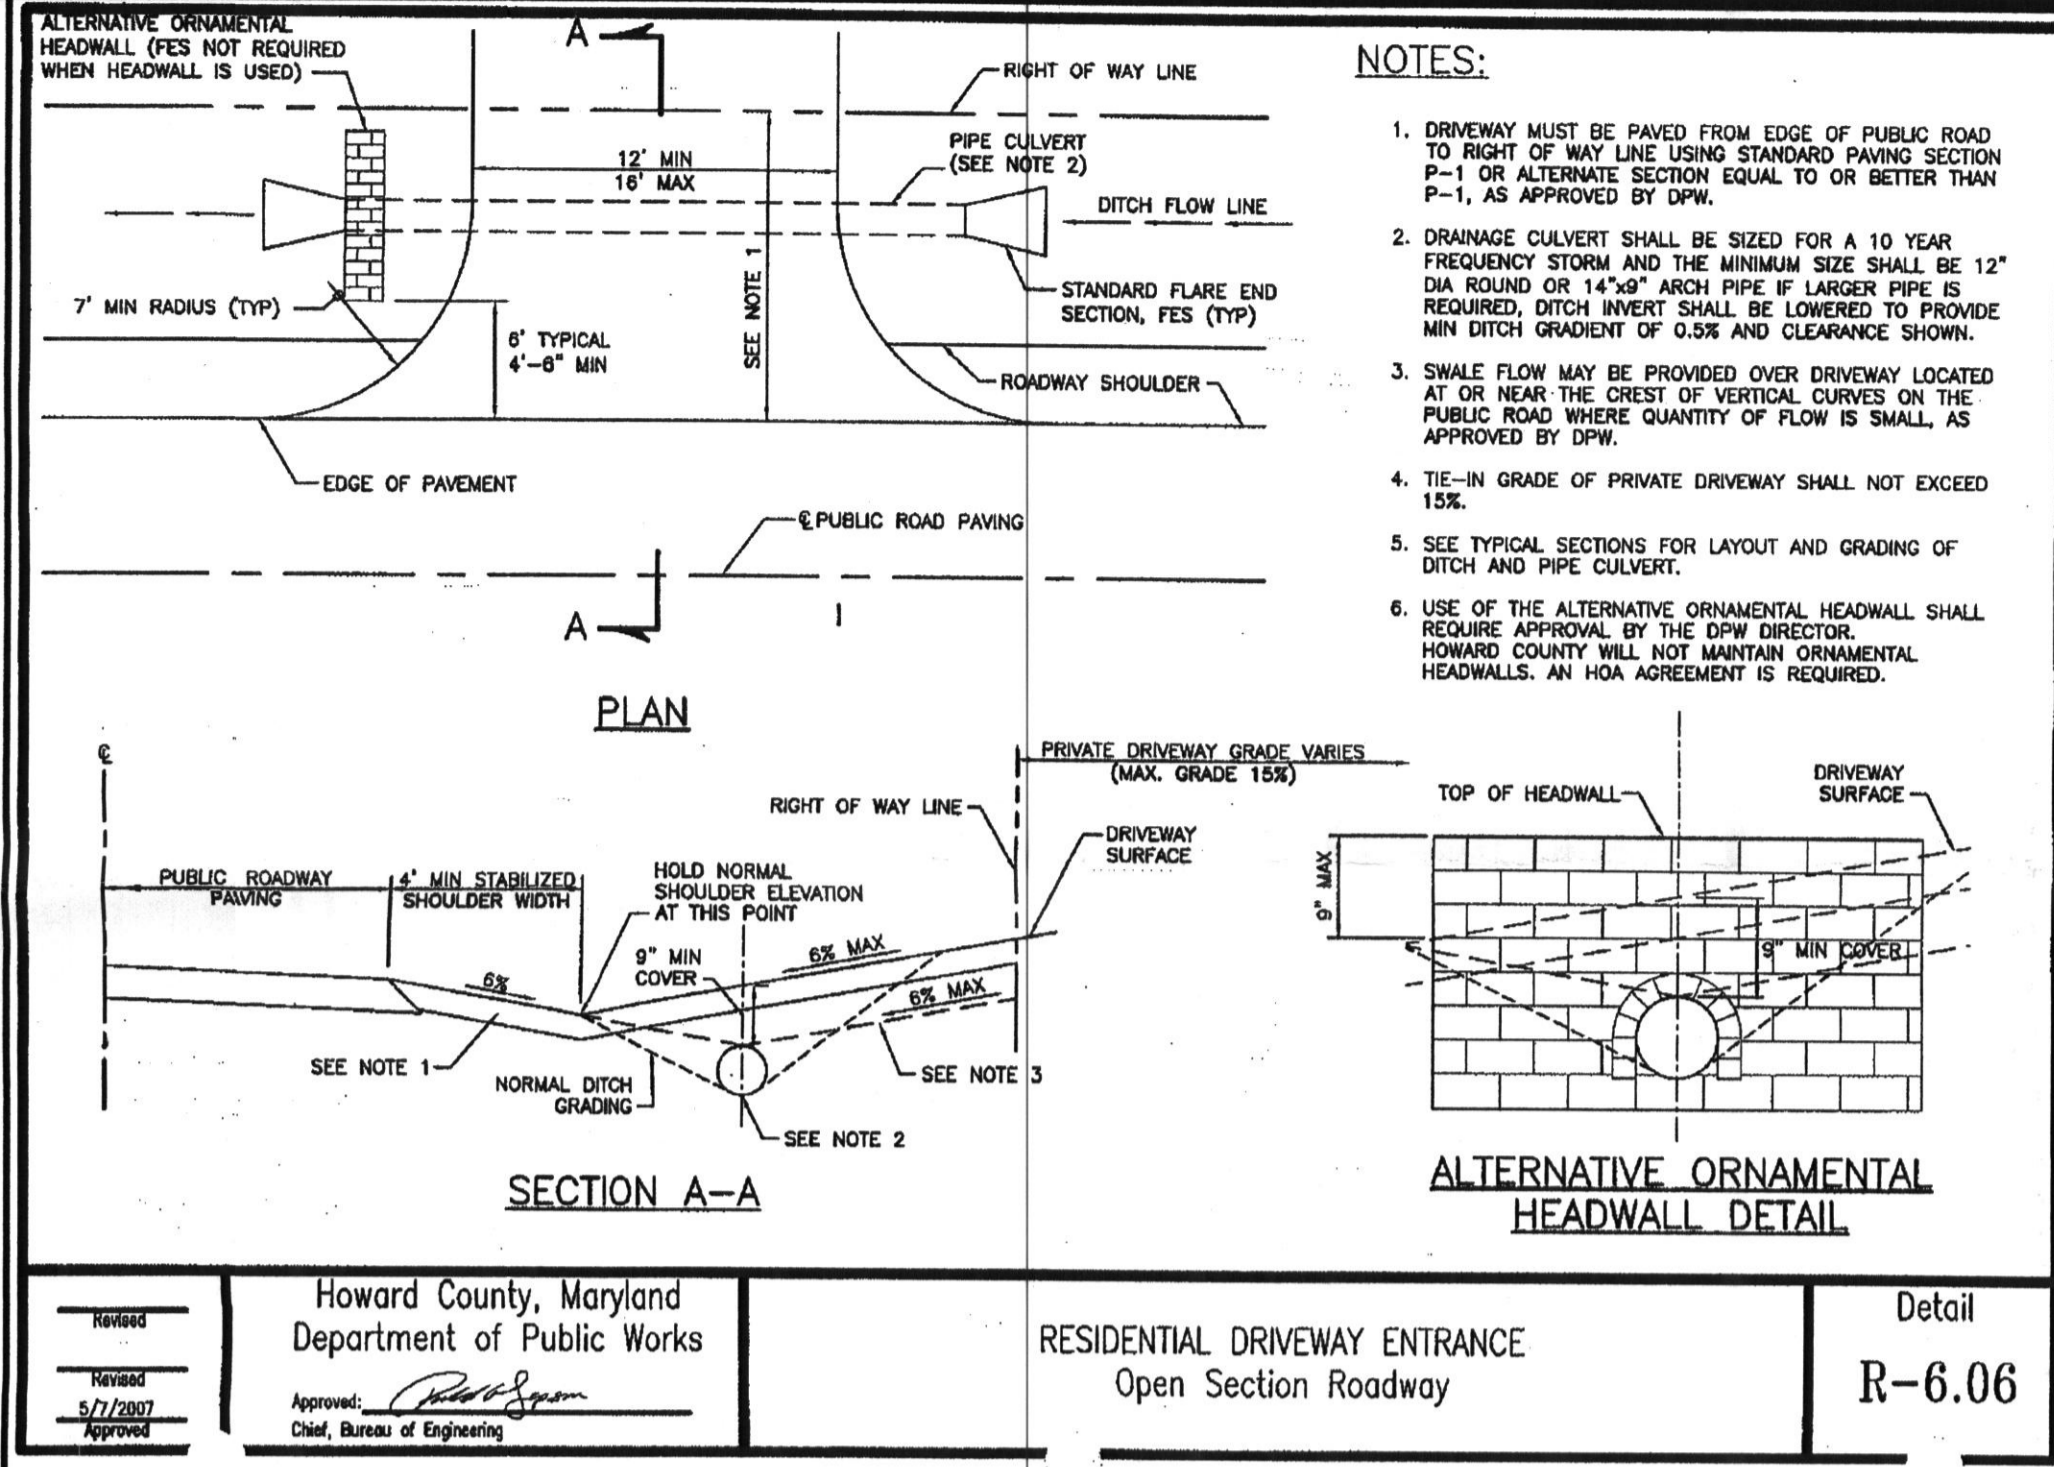 ALTERNATIVE ORNAMENTAL
HEADWALL (FES NOT REQUIRED
WHEN HEADWALL IS USED)
A
RIGHT OF WAY LINE
12' MIN
16' MAX
PIPE CULVERT
(SEE NOTE 2)
DITCH FLOW LINE
7' MIN RADIUS (TYP)
6' TYPICAL
4'-6" MIN
SEE NOTE 1
STANDARD FLARE END
SECTION, FES (TYP)
ROADWAY SHOULDER
EDGE OF PAVEMENT
℄ PUBLIC ROAD PAVING
A
PLAN
NOTES:
1. DRIVEWAY MUST BE PAVED FROM EDGE OF PUBLIC ROAD
TO RIGHT OF WAY LINE USING STANDARD PAVING SECTION
P-1 OR ALTERNATE SECTION EQUAL TO OR BETTER THAN
P-1, AS APPROVED BY DPW.
2. DRAINAGE CULVERT SHALL BE SIZED FOR A 10 YEAR
FREQUENCY STORM AND THE MINIMUM SIZE SHALL BE 12"
DIA ROUND OR 14"x9" ARCH PIPE IF LARGER PIPE IS
REQUIRED, DITCH INVERT SHALL BE LOWERED TO PROVIDE
MIN DITCH GRADIENT OF 0.5% AND CLEARANCE SHOWN.
3. SWALE FLOW MAY BE PROVIDED OVER DRIVEWAY LOCATED
AT OR NEAR THE CREST OF VERTICAL CURVES ON THE
PUBLIC ROAD WHERE QUANTITY OF FLOW IS SMALL, AS
APPROVED BY DPW.
4. TIE-IN GRADE OF PRIVATE DRIVEWAY SHALL NOT EXCEED
15%.
5. SEE TYPICAL SECTIONS FOR LAYOUT AND GRADING OF
DITCH AND PIPE CULVERT.
6. USE OF THE ALTERNATIVE ORNAMENTAL HEADWALL SHALL
REQUIRE APPROVAL BY THE DPW DIRECTOR.
HOWARD COUNTY WILL NOT MAINTAIN ORNAMENTAL
HEADWALLS. AN HOA AGREEMENT IS REQUIRED.
℄
PRIVATE DRIVEWAY GRADE VARIES
(MAX. GRADE 15%)
RIGHT OF WAY LINE
DRIVEWAY
SURFACE
PUBLIC ROADWAY
PAVING
4' MIN STABILIZED
SHOULDER WIDTH
HOLD NORMAL
SHOULDER ELEVATION
AT THIS POINT
9" MIN
COVER
6% MAX
6%
6% MAX
SEE NOTE 1
NORMAL DITCH
GRADING
SEE NOTE 3
SEE NOTE 2
SECTION A-A
TOP OF HEADWALL
DRIVEWAY
SURFACE
9" MAX
9" MIN COVER
ALTERNATIVE ORNAMENTAL
HEADWALL DETAIL
Revised
Revised
5/7/2007
Approved
Howard County, Maryland
Department of Public Works
Approved:
Chief, Bureau of Engineering
RESIDENTIAL DRIVEWAY ENTRANCE
Open Section Roadway
Detail
R-6.06